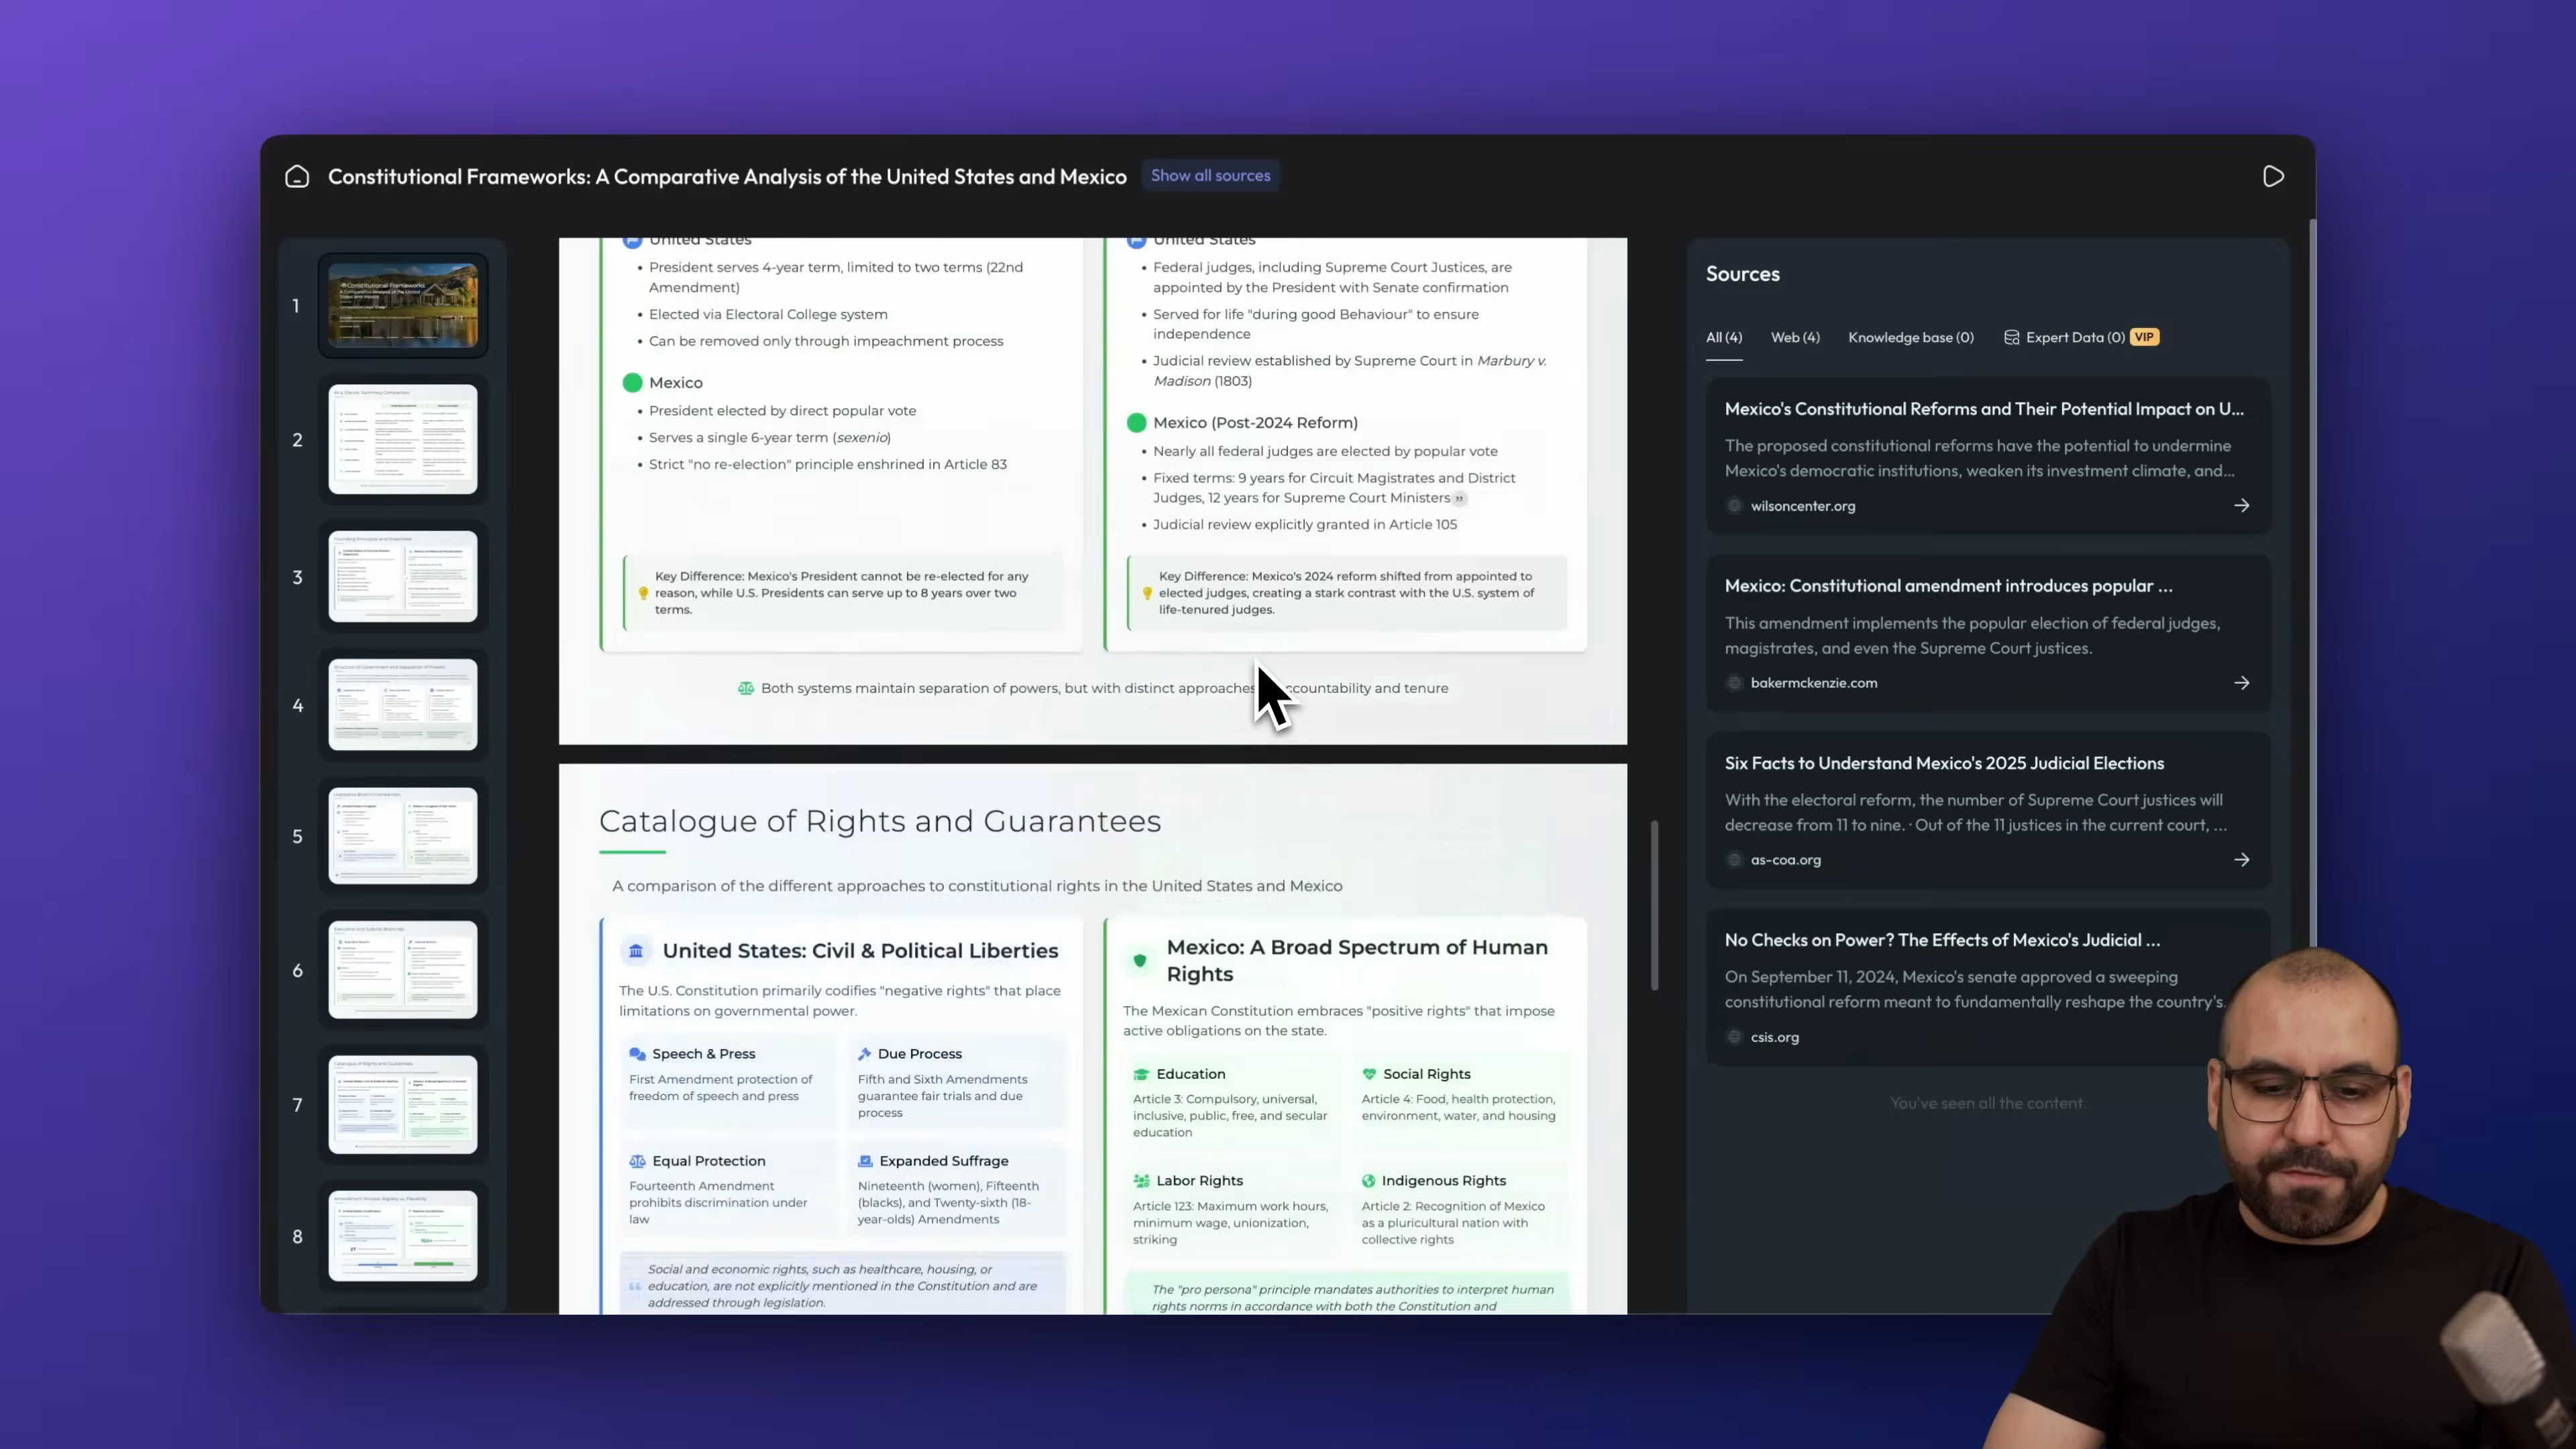 Constitutional Frameworks: A Comparative Analysis of the United States and Mexico
Show all sources
1
2
3
4
5
6
7
8
United States
• President serves 4-year term, limited to two terms (22nd
Amendment)
• Elected via Electoral College system
• Can be removed only through impeachment process
Mexico
• President elected by direct popular vote
• Serves a single 6-year term (sexenio)
• Strict "no re-election" principle enshrined in Article 83
Key Difference: Mexico's President cannot be re-elected for any
reason, while U.S. Presidents can serve up to 8 years over two
terms.
United States
• Federal judges, including Supreme Court Justices, are
appointed by the President with Senate confirmation
• Served for life "during good Behaviour" to ensure
independence
• Judicial review established by Supreme Court in Marbury v.
Madison (1803)
Mexico (Post-2024 Reform)
• Nearly all federal judges are elected by popular vote
• Fixed terms: 9 years for Circuit Magistrates and District
Judges, 12 years for Supreme Court Ministers
• Judicial review explicitly granted in Article 105
Key Difference: Mexico's 2024 reform shifted from appointed to
elected judges, creating a stark contrast with the U.S. system of
life-tenured judges.
Both systems maintain separation of powers, but with distinct approaches accountability and tenure
Catalogue of Rights and Guarantees
A comparison of the different approaches to constitutional rights in the United States and Mexico
United States: Civil & Political Liberties
The U.S. Constitution primarily codifies "negative rights" that place
limitations on governmental power.
Speech & Press
First Amendment protection of
freedom of speech and press
Due Process
Fifth and Sixth Amendments
guarantee fair trials and due
process
Equal Protection
Fourteenth Amendment
prohibits discrimination under
law
Expanded Suffrage
Nineteenth (women), Fifteenth
(blacks), and Twenty-sixth (18-
year-olds) Amendments
Social and economic rights, such as healthcare, housing, or
education, are not explicitly mentioned in the Constitution and are
addressed through legislation.
Mexico: A Broad Spectrum of Human
Rights
The Mexican Constitution embraces "positive rights" that impose
active obligations on the state.
Education
Article 3: Compulsory, universal,
inclusive, public, free, and secular
education
Social Rights
Article 4: Food, health protection,
environment, water, and housing
Labor Rights
Article 123: Maximum work hours,
minimum wage, unionization,
striking
Indigenous Rights
Article 2: Recognition of Mexico
as a pluricultural nation with
collective rights
The "pro persona" principle mandates authorities to interpret human
rights norms in accordance with both the Constitution and
Sources
All (4)
Web (4)
Knowledge base (0)
Expert Data (0)
VIP
Mexico's Constitutional Reforms and Their Potential Impact on U...
The proposed constitutional reforms have the potential to undermine
Mexico's democratic institutions, weaken its investment climate, and...
wilsoncenter.org
Mexico: Constitutional amendment introduces popular ...
This amendment implements the popular election of federal judges,
magistrates, and even the Supreme Court justices.
bakermckenzie.com
Six Facts to Understand Mexico's 2025 Judicial Elections
With the electoral reform, the number of Supreme Court justices will
decrease from 11 to nine. · Out of the 11 justices in the current court, ...
as-coa.org
No Checks on Power? The Effects of Mexico's Judicial ...
On September 11, 2024, Mexico's senate approved a sweeping
constitutional reform meant to fundamentally reshape the country's.
csis.org
You've seen all the content.